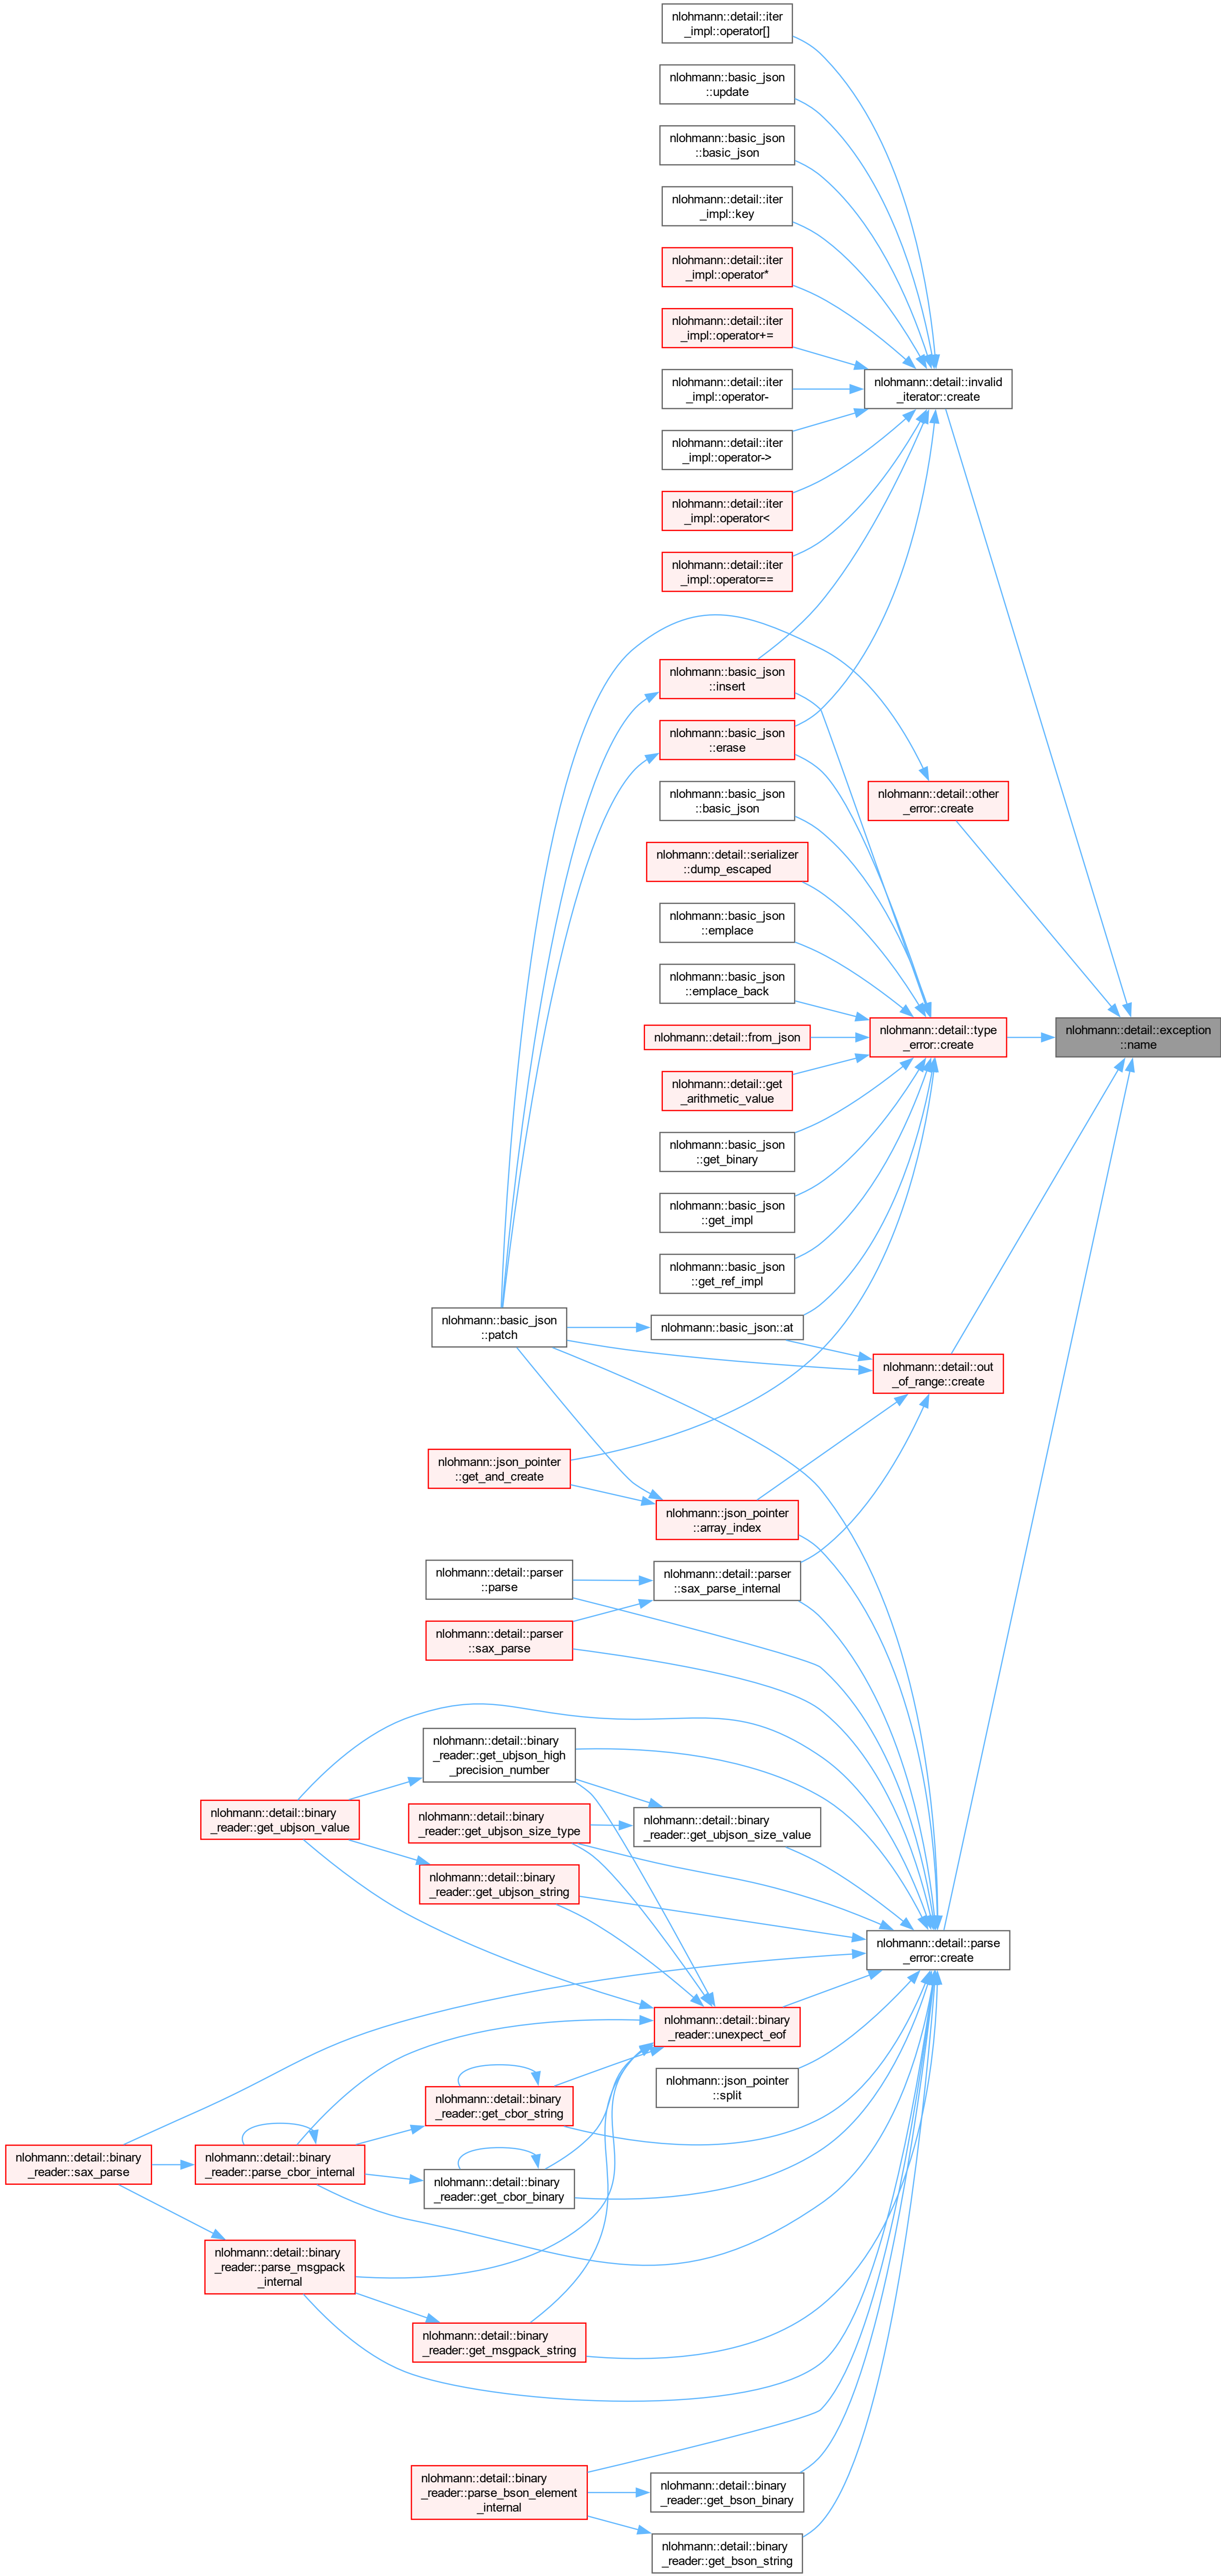 nlohmann::detail::iter
_impl::operator[]
nlohmann::basic_json
::update
nlohmann::basic_json
::basic_json
nlohmann::detail::iter
_impl::key
nlohmann::detail::iter
_impl::operator*
nlohmann::detail::iter
_impl::operator+=
nlohmann::detail::iter
_impl::operator-
nlohmann::detail::invalid
_iterator::create
nlohmann::detail::iter
_impl::operator->
nlohmann::detail::iter
_impl::operator<
nlohmann::detail::iter
_impl::operator==
nlohmann::basic_json
::insert
nlohmann::basic_json
::erase
nlohmann::basic_json
::basic_json
nlohmann::detail::other
_error::create
nlohmann::detail::serializer
::dump_escaped
nlohmann::basic_json
::emplace
nlohmann::basic_json
::emplace_back
nlohmann::detail::from_json
nlohmann::detail::type
_error::create
nlohmann::detail::exception
::name
nlohmann::detail::get
_arithmetic_value
nlohmann::basic_json
::get_binary
nlohmann::basic_json
::get_impl
nlohmann::basic_json
::get_ref_impl
nlohmann::basic_json
::patch
nlohmann::basic_json::at
nlohmann::detail::out
_of_range::create
nlohmann::json_pointer
::get_and_create
nlohmann::json_pointer
::array_index
nlohmann::detail::parser
::parse
nlohmann::detail::parser
::sax_parse_internal
nlohmann::detail::parser
::sax_parse
nlohmann::detail::binary
_reader::get_ubjson_high
_precision_number
nlohmann::detail::binary
_reader::get_ubjson_value
nlohmann::detail::binary
_reader::get_ubjson_size_type
nlohmann::detail::binary
_reader::get_ubjson_size_value
nlohmann::detail::binary
_reader::get_ubjson_string
nlohmann::detail::parse
_error::create
nlohmann::detail::binary
_reader::unexpect_eof
nlohmann::json_pointer
::split
nlohmann::detail::binary
_reader::get_cbor_string
nlohmann::detail::binary
_reader::sax_parse
nlohmann::detail::binary
_reader::parse_cbor_internal
nlohmann::detail::binary
_reader::get_cbor_binary
nlohmann::detail::binary
_reader::parse_msgpack
_internal
nlohmann::detail::binary
_reader::get_msgpack_string
nlohmann::detail::binary
_reader::parse_bson_element
_internal
nlohmann::detail::binary
_reader::get_bson_binary
nlohmann::detail::binary
_reader::get_bson_string